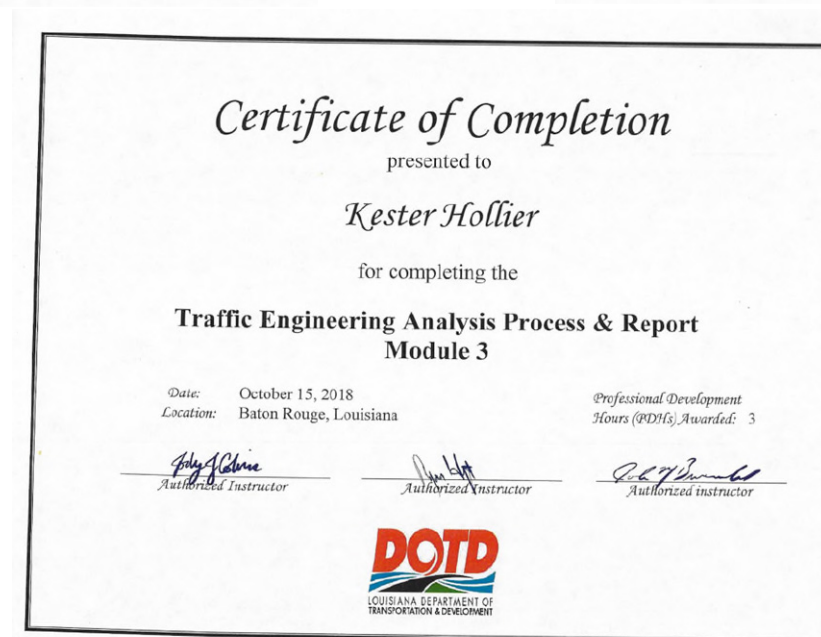 Certificate of Completion
presented to
Kester Hollier
for completing the
Traffic Engineering Analysis Process & Report
Module 3
Date: October 15, 2018
Location: Baton Rouge, Louisiana
Professional Development
Hours (PDHs) Awarded: 3
Authorized Instructor
Authorized Instructor
Authorized instructor
DOTD
LOUISIANA DEPARTMENT OF
TRANSPORTATION & DEVELOPMENT